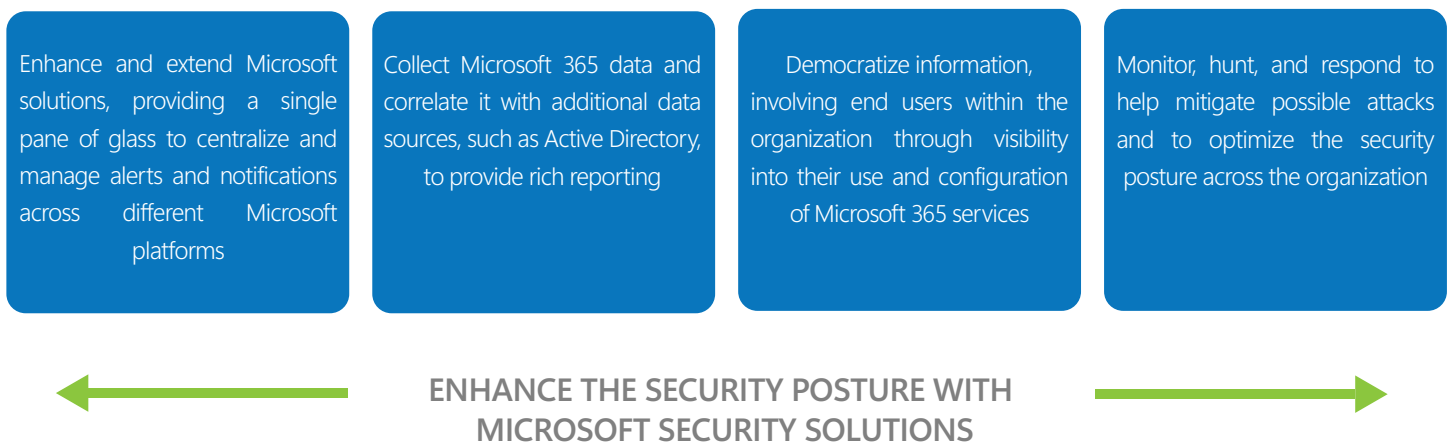 Enhance and extend Microsoft
solutions, providing a single
pane of glass to centralize and
manage alerts and notifications
across different Microsoft
platforms
Collect Microsoft 365 data and
correlate it with additional data
sources, such as Active Directory,
to provide rich reporting
Democratize information,
involving end users within the
organization through visibility
into their use and configuration
of Microsoft 365 services
Monitor, hunt, and respond to
help mitigate possible attacks
and to optimize the security
posture across the organization
ENHANCE THE SECURITY POSTURE WITH
MICROSOFT SECURITY SOLUTIONS